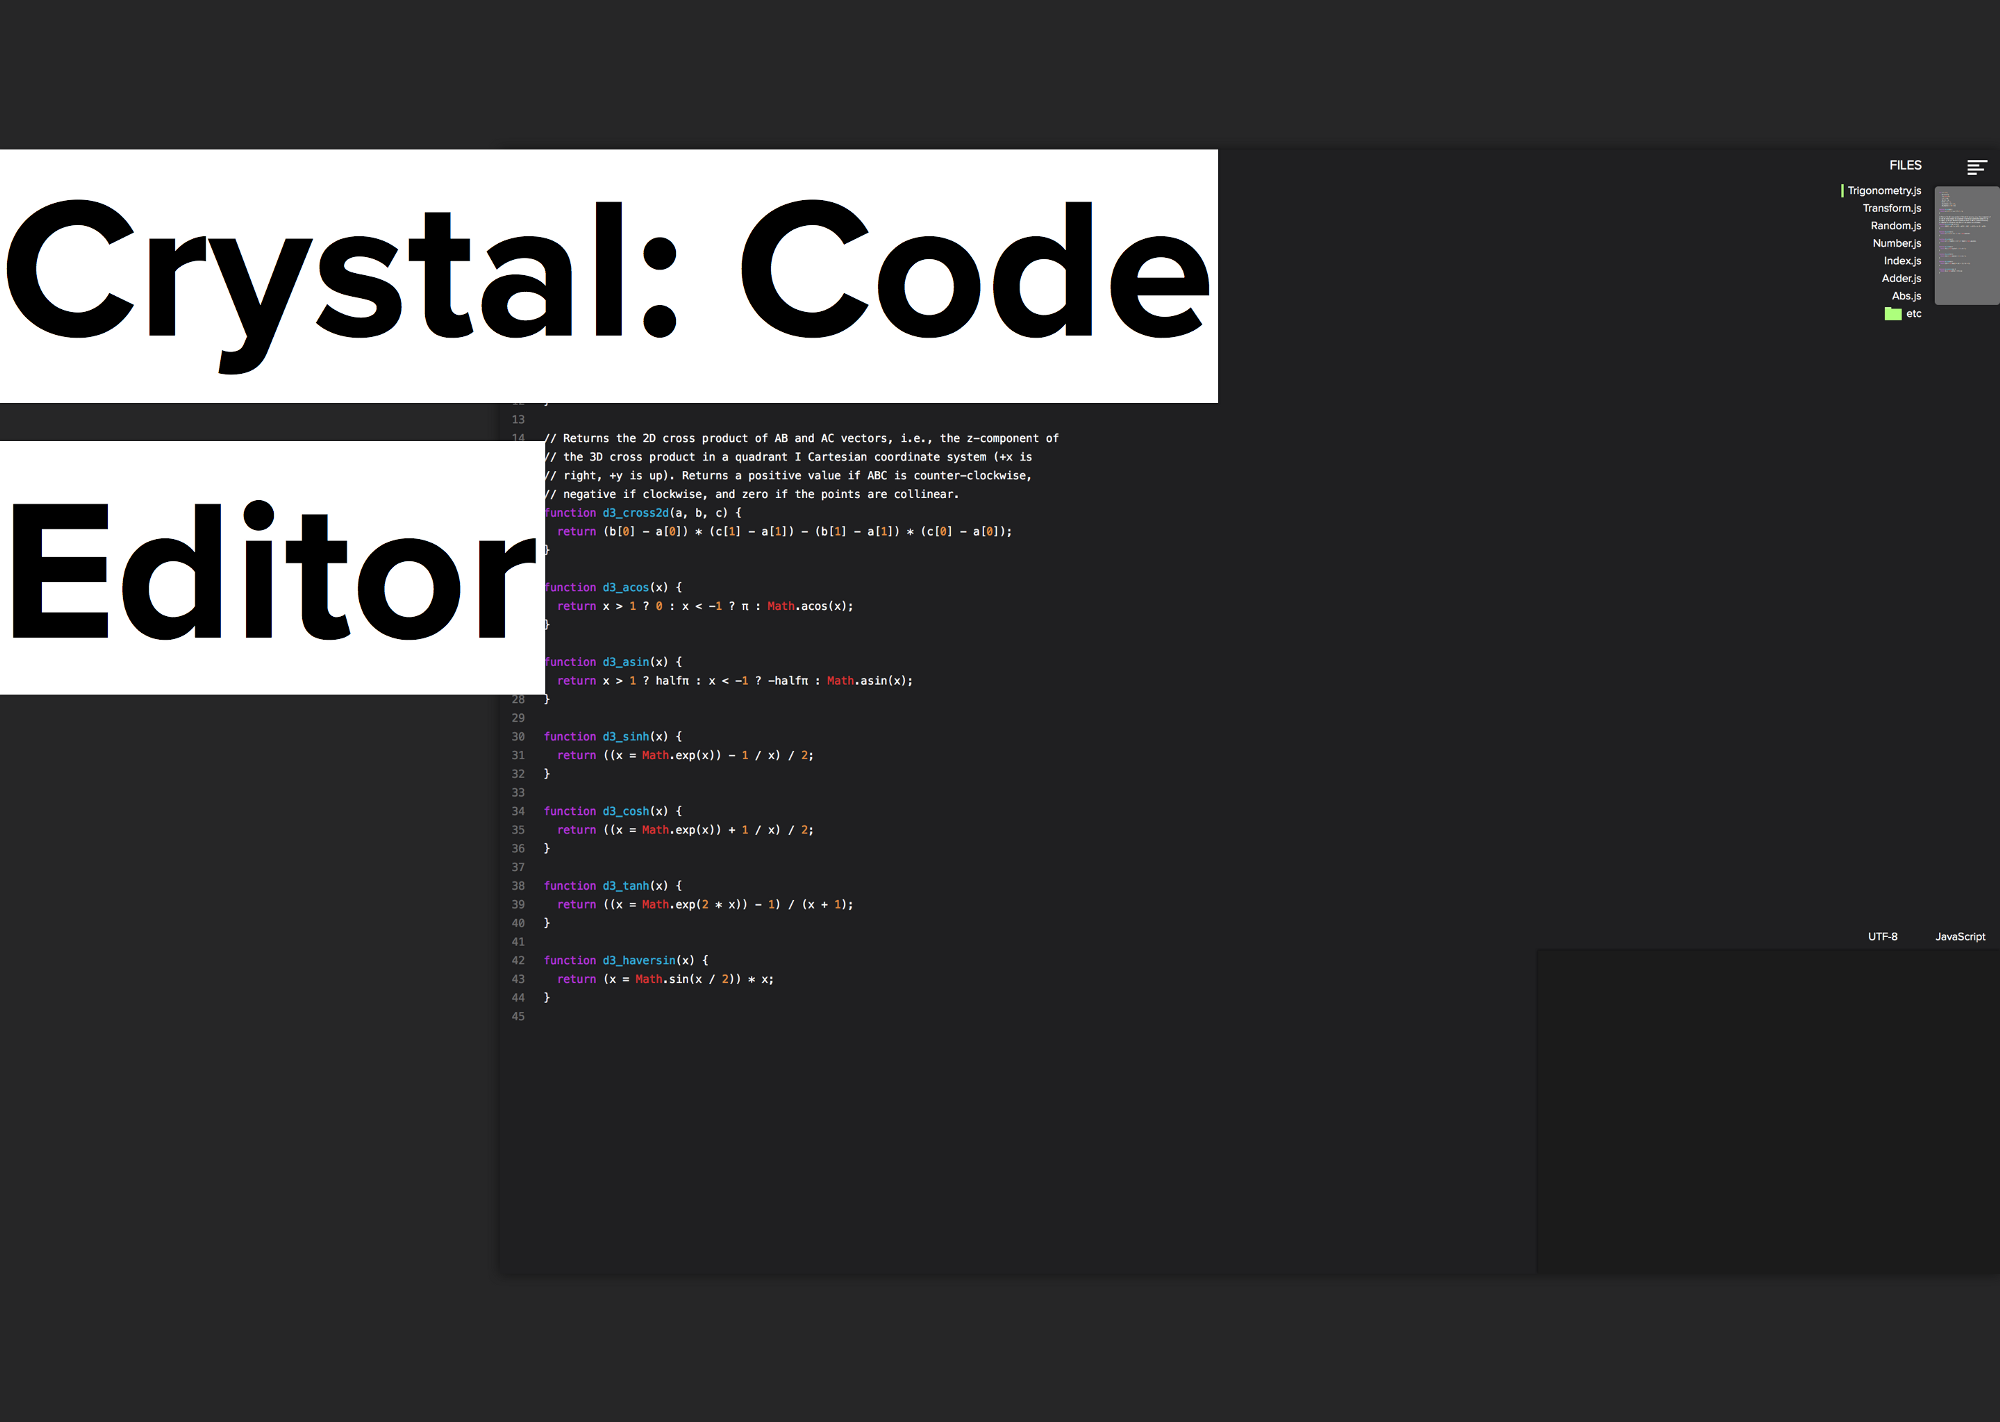 Crystal: Code
Editor
FILES
Trigonometry.js
Transform.js
Random.js
Number.js
Index.js
Adder.js
Abs.js
etc
13
14 // Returns the 2D cross product of AB and AC vectors, i.e., the z-component of
// the 3D cross product in a quadrant I Cartesian coordinate system (+x is
// right, +y is up). Returns a positive value if ABC is counter-clockwise,
// negative if clockwise, and zero if the points are collinear.
function d3_cross2d(a, b, c) {
return (b[0] - a[0]) * (c[1] - a[1]) - (b[1] - a[1]) * (c[0] - a[0]);
}
function d3_acos(x) {
return x > 1 ? 0 : x < -1 ? π : Math.acos(x);
}
function d3_asin(x) {
return x > 1 ? halfπ : x < -1 ? -halfπ : Math.asin(x);
28 }
29
30 function d3_sinh(x) {
31 return ((x = Math.exp(x)) - 1 / x) / 2;
32 }
33
34 function d3_cosh(x) {
35 return ((x = Math.exp(x)) + 1 / x) / 2;
36 }
37
38 function d3_tanh(x) {
39 return ((x = Math.exp(2 * x)) - 1) / (x + 1);
40 }
41
42 function d3_haversin(x) {
43 return (x = Math.sin(x / 2)) * x;
44 }
45
UTF-8 JavaScript